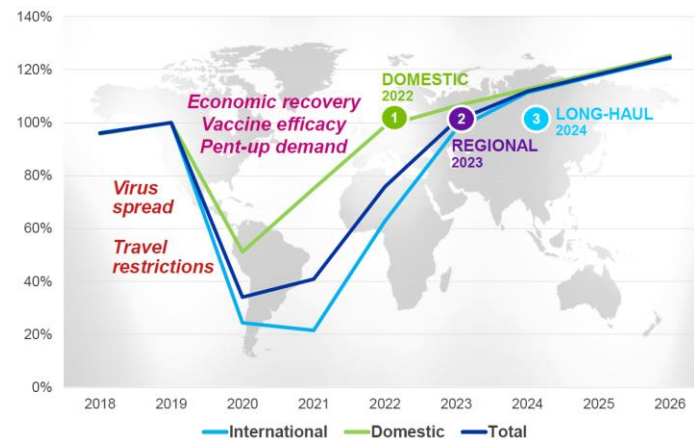 140%
120%
100%
80%
60%
40%
20%
0%
DOMESTIC
2022
1
Economic recovery
Vaccine efficacy
Pent-up demand
2
REGIONAL
2023
3
LONG-HAUL
2024
Virus
spread
Travel
restrictions
2018 2019 2020 2021 2022 2023 2024 2025 2026
International Domestic Total